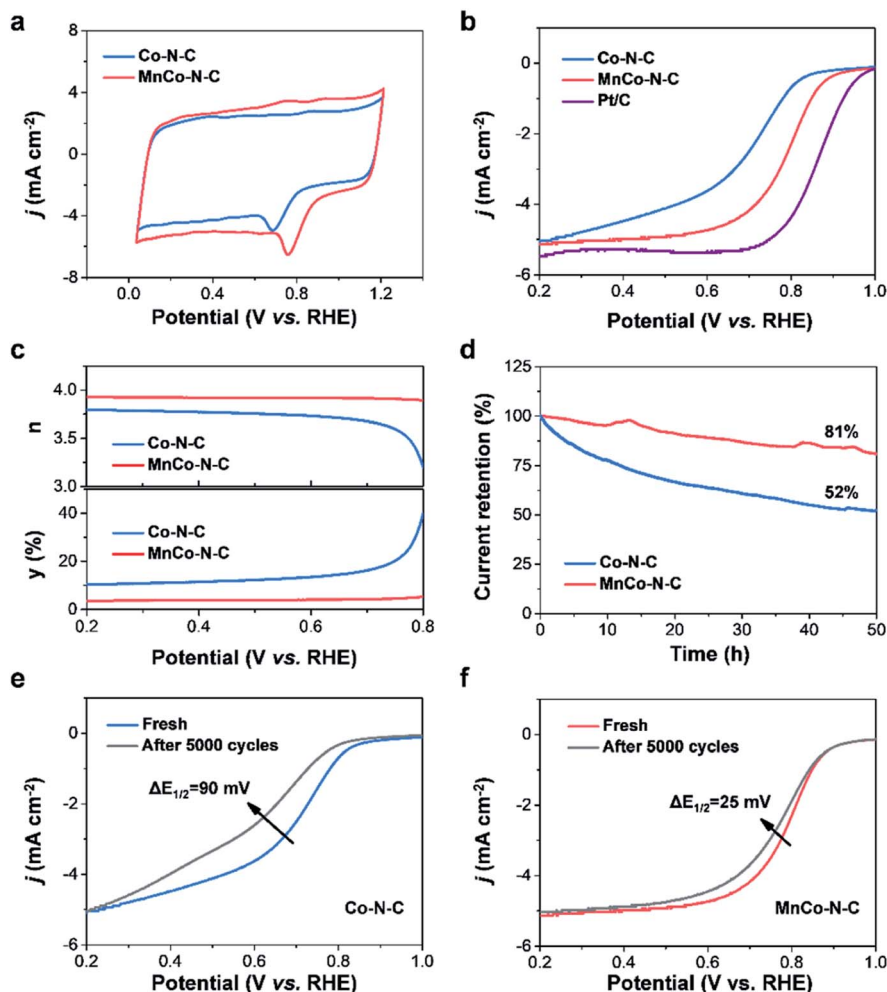 a
Co-N-C
MnCo-N-C
j (mA cm⁻²)
4
0
-4
-8
0.0 0.4 0.8 1.2
Potential (V vs. RHE)
b
Co-N-C
MnCo-N-C
Pt/C
j (mA cm⁻²)
0
-2
-4
-6
0.2 0.4 0.6 0.8 1.0
Potential (V vs. RHE)
c
n
4.0
3.5
3.0
Co-N-C
MnCo-N-C
y (%)
40
20
0
Co-N-C
MnCo-N-C
0.2 0.4 0.6 0.8
Potential (V vs. RHE)
d
Current retention (%)
125
100
75
50
25
0
81%
52%
Co-N-C
MnCo-N-C
0 10 20 30 40 50
Time (h)
e
Fresh
After 5000 cycles
ΔE1/2=90 mV
j (mA cm⁻²)
0
-2
-4
-6
Co-N-C
0.2 0.4 0.6 0.8 1.0
Potential (V vs. RHE)
f
Fresh
After 5000 cycles
ΔE1/2=25 mV
j (mA cm⁻²)
0
-2
-4
-6
MnCo-N-C
0.2 0.4 0.6 0.8 1.0
Potential (V vs. RHE)